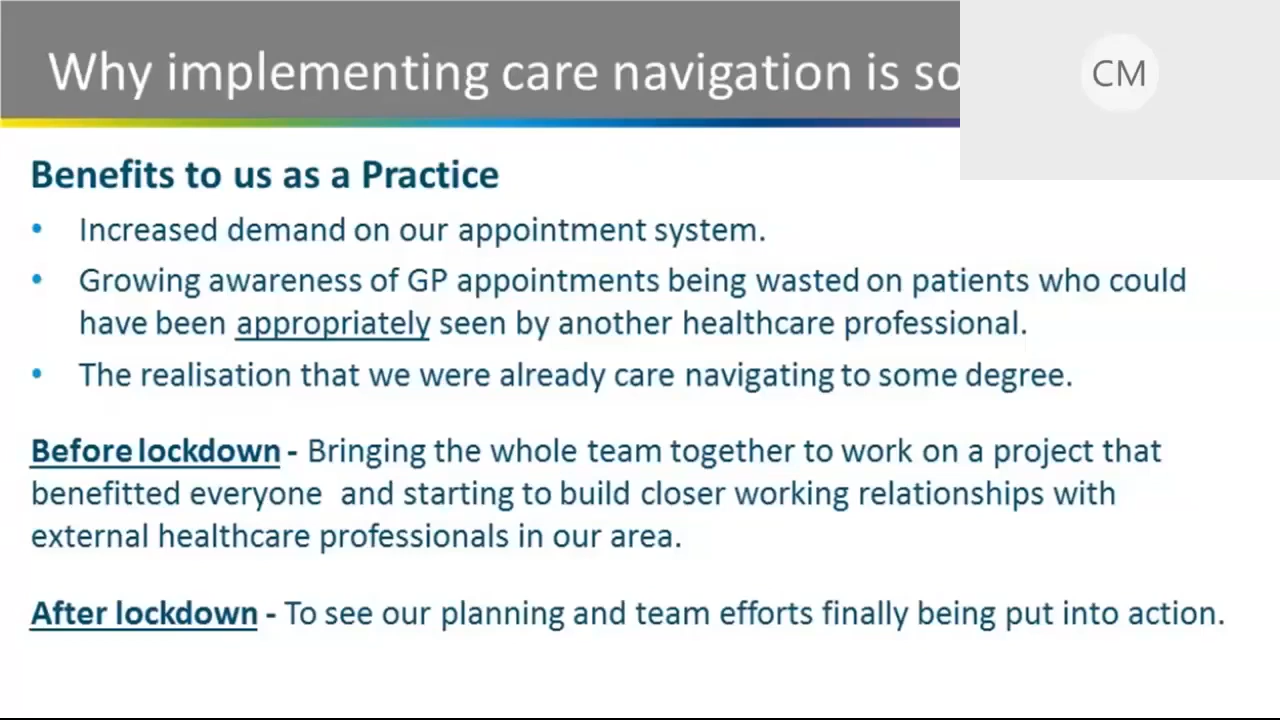 Why implementing care navigation is so
CM
Benefits to us as a Practice
• Increased demand on our appointment system.
• Growing awareness of GP appointments being wasted on patients who could
have been appropriately seen by another healthcare professional.
• The realisation that we were already care navigating to some degree.
Before lockdown - Bringing the whole team together to work on a project that
benefitted everyone and starting to build closer working relationships with
external healthcare professionals in our area.
After lockdown - To see our planning and team efforts finally being put into action.